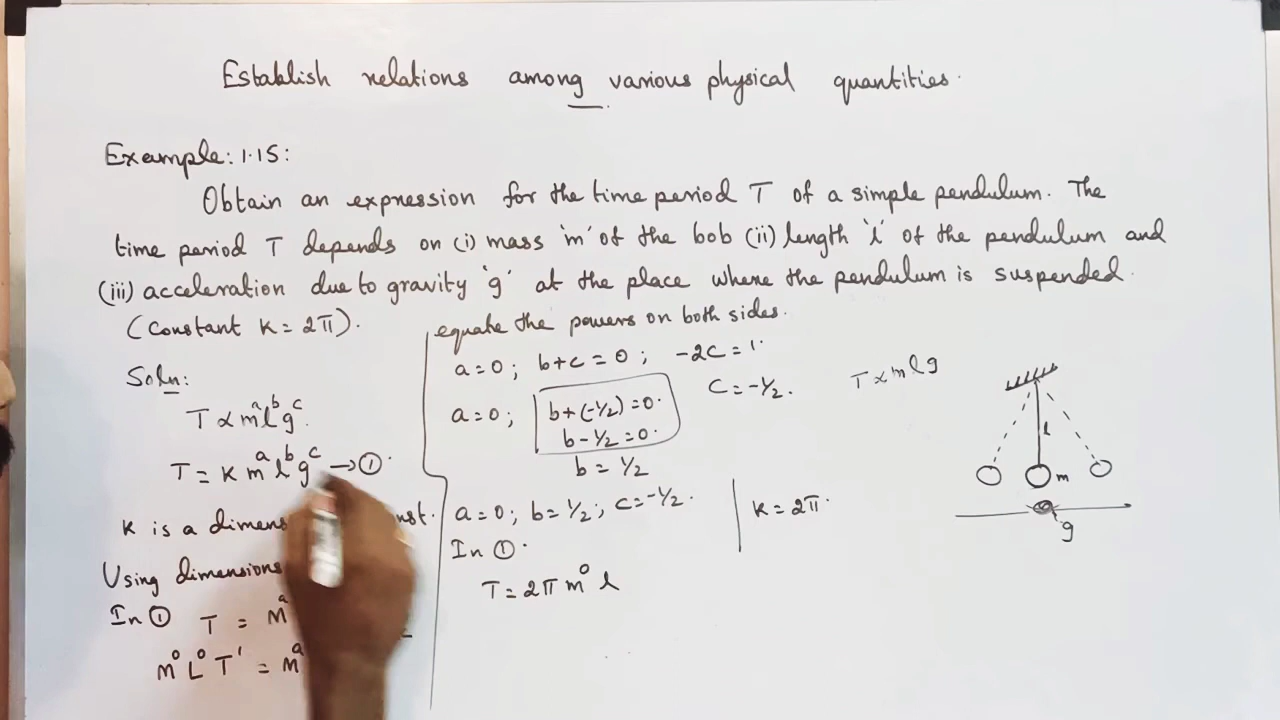 Establish relations among various physical quantities.
Example: 1.15:
Obtain an expression for the time period T of a simple pendulum. The
time period T depends on (i) mass 'm' of the bob (ii) length 'l' of the pendulum and
(iii) acceleration due to gravity 'g' at the place where the pendulum is suspended.
(Constant K = 2π).
Soln:
T ∝ m^a l^b g^c.
T = K m^a l^b g^c → ①.
K is a
Using dimensions
In ① T = M^a
M^0 L^0 T^1 = M^a
equate the powers on both sides.
a = 0; b + c = 0; -2c = 1.
c = -1/2.
a = 0; b + (-1/2) = 0.
b - 1/2 = 0.
b = 1/2
a = 0; b = 1/2; c = -1/2.
In ①.
T = 2π m^0 l
K = 2π.
T ∝ m l g
l
m
g